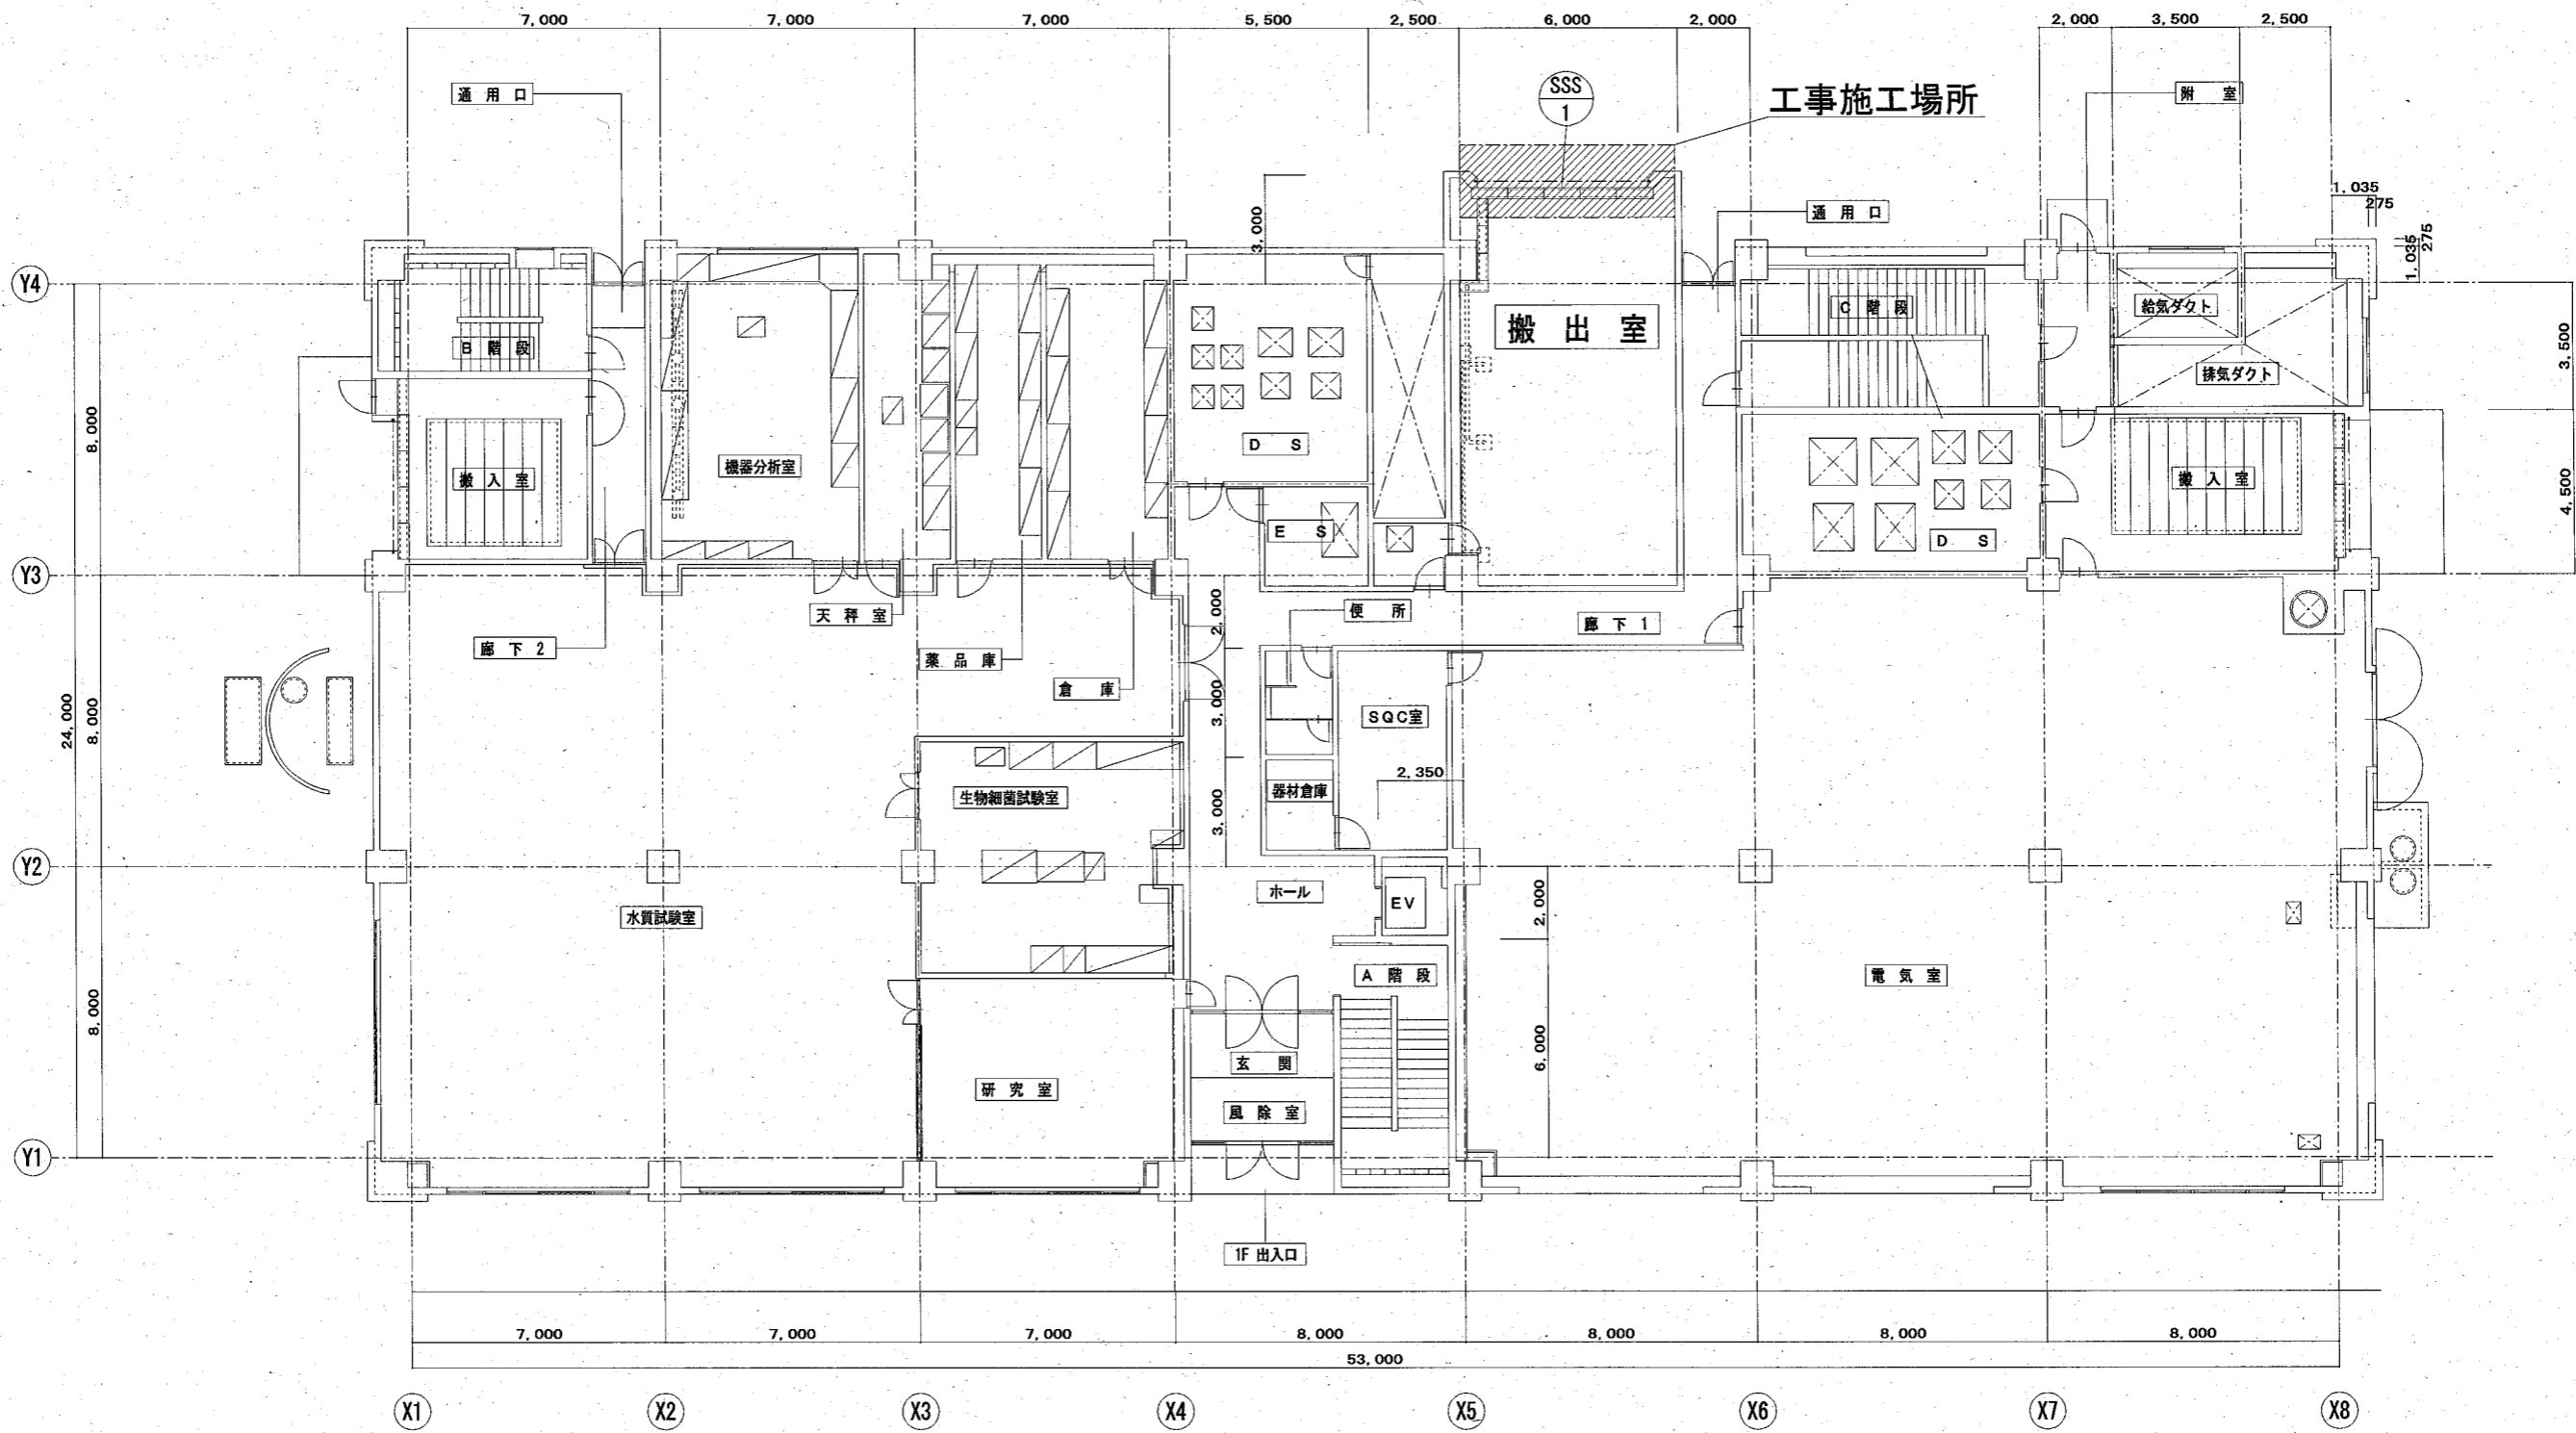 7,000 7,000 7,000 5,500 2,500 6,000 2,000 2,000 3,500 2,500
通用口
SSS
1
工事施工場所
附室
1,035
275
3,000
通用口
1,035
275
Y4
B 階段
搬出室
C 階段
給気ダクト
排気ダクト
3,500
8,000
機器分析室
D S
搬入室
搬入室
4,500
E S
D S
Y3
天秤室
2,000
便所
廊下1
廊下2
薬品庫
倉庫
24,000
8,000
3,000
SQC室
2,350
3,000
器材倉庫
生物細菌試験室
Y2
ホール
EV
2,000
水質試験室
A 階段
電気室
8,000
6,000
玄関
研究室
風除室
Y1
1F 出入口
7,000 7,000 7,000 8,000 8,000 8,000 8,000
53,000
X1 X2 X3 X4 X5 X6 X7 X8